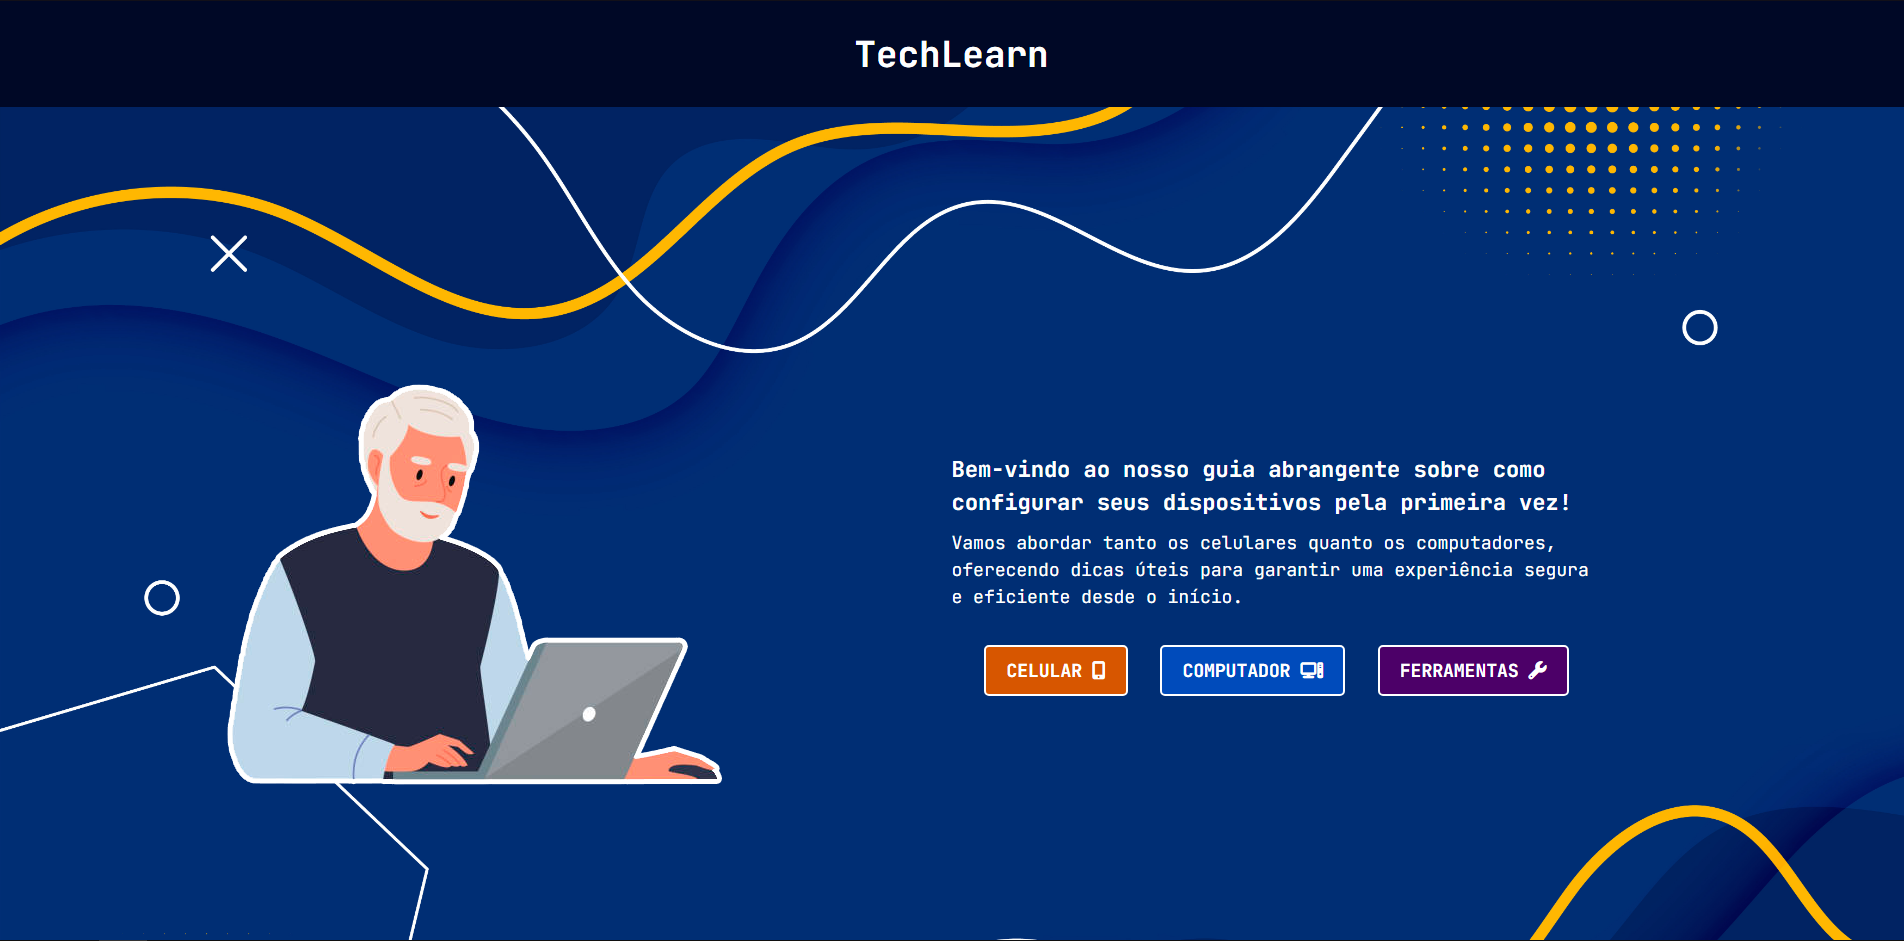 TechLearn
Bem-vindo ao nosso guia abrangente sobre como
configurar seus dispositivos pela primeira vez!
Vamos abordar tanto os celulares quanto os computadores,
oferecendo dicas úteis para garantir uma experiência segura
e eficiente desde o início.
CELULAR
COMPUTADOR
FERRAMENTAS